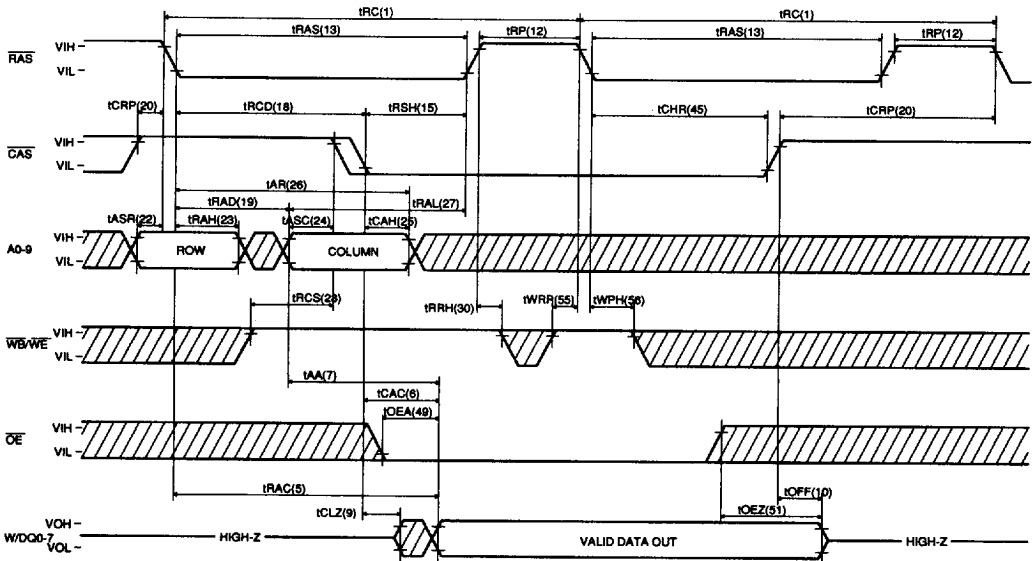 tRC(1) tRC(1)
tRAS(13) tRP(12) tRAS(13) tRP(12)
RAS VIH VIL
tCRP(20) tRCD(18) tRSH(15) tCHR(45) tCRP(20)
CAS VIH VIL
tAR(26)
tRAD(19) tRAL(27)
tASR(22) tRAH(23) tASC(24) tCAH(25)
A0-9 VIH VIL ROW COLUMN
tRCS(28) tRRH(30) tWRP(55) tWPH(56)
WB/WE VIH VIL
tAA(7)
tCAC(6)
tOEA(49)
OE VIH VIL
tRAC(5) tOFF(10)
tCLZ(9) tOEZ(51)
W/DQ0-7 VOH VOL HIGH-Z VALID DATA OUT HIGH-Z